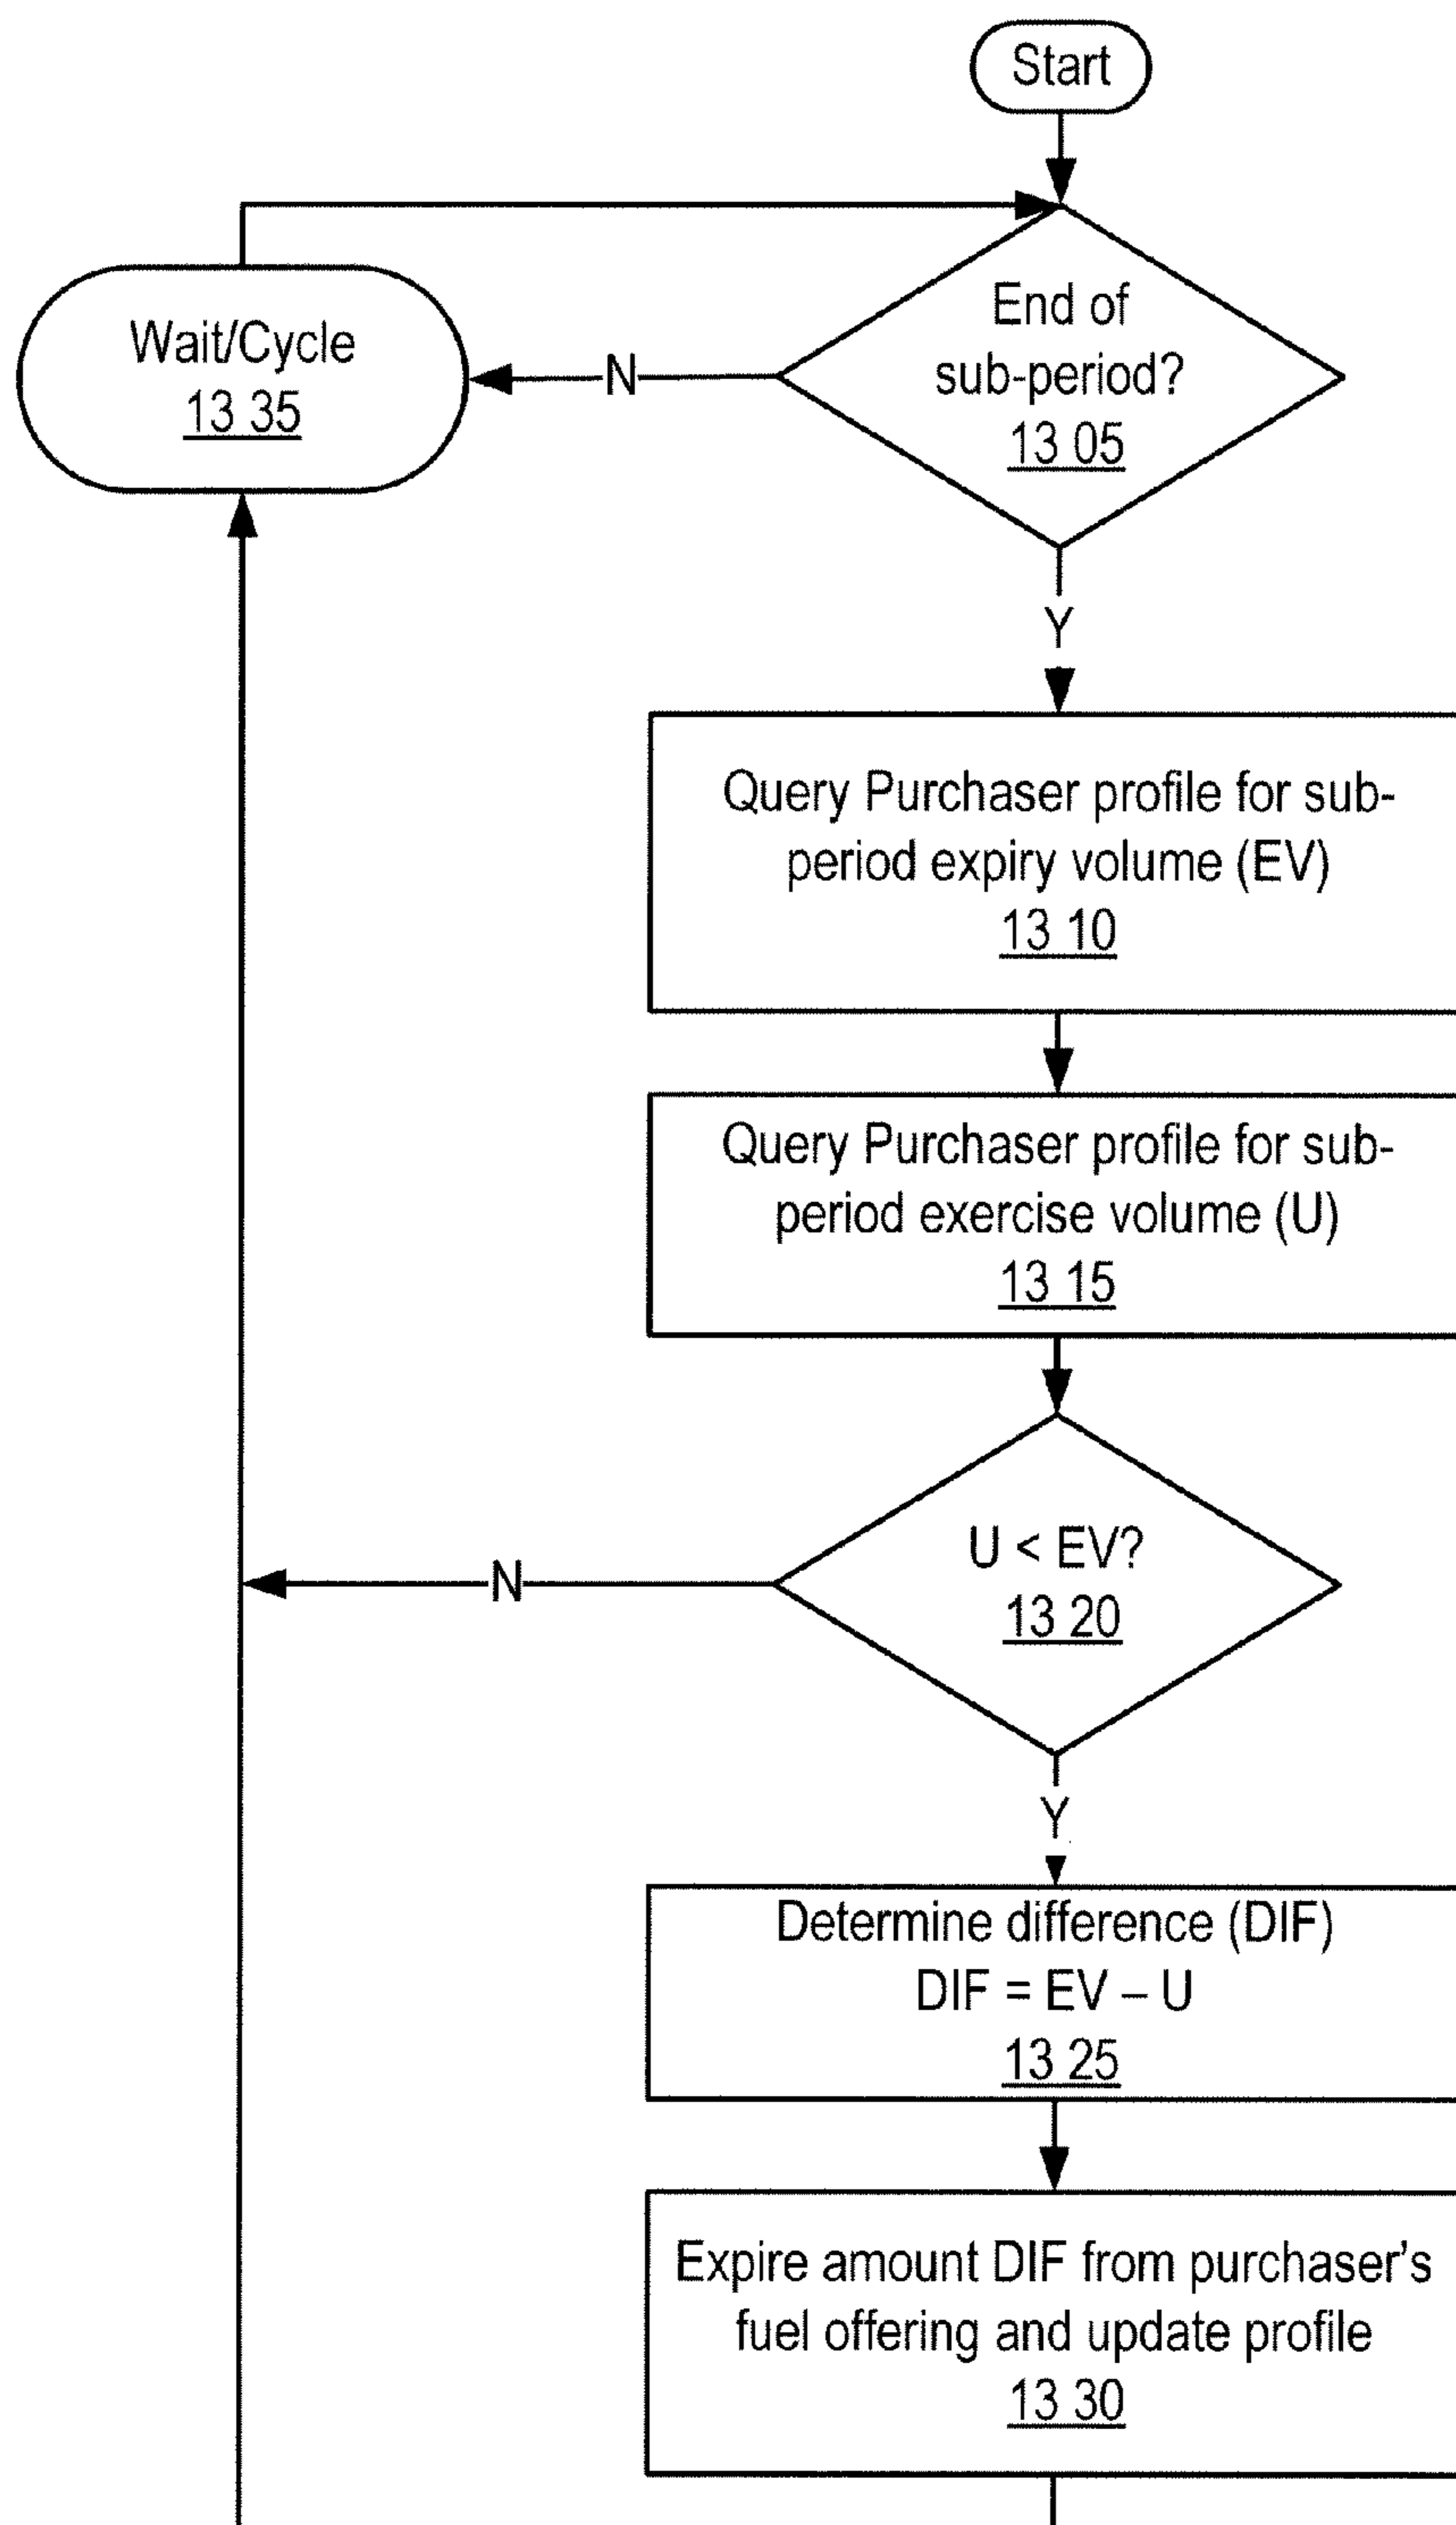 Start
End of
sub-period?
13 05
N
Wait/Cycle
13 35
Y
Query Purchaser profile for sub-
period expiry volume (EV)
13 10
Query Purchaser profile for sub-
period exercise volume (U)
13 15
U < EV?
13 20
N
Y
Determine difference (DIF)
DIF = EV – U
13 25
Expire amount DIF from purchaser's
fuel offering and update profile
13 30